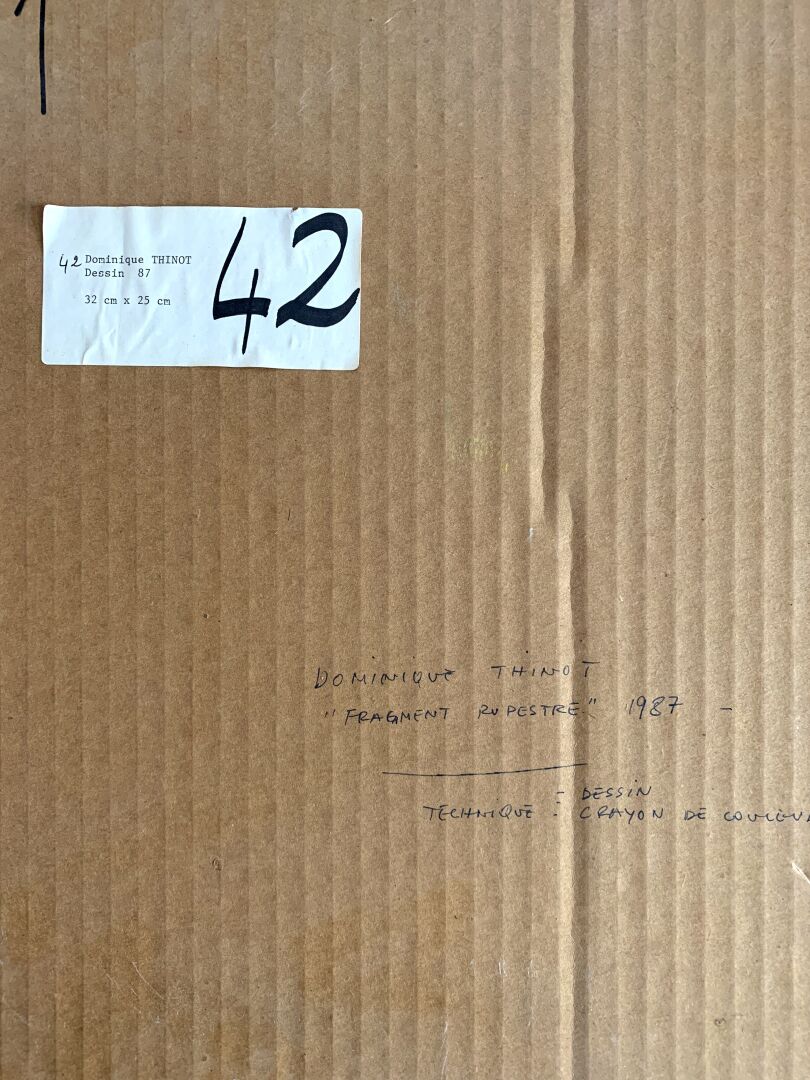 42 Dominique THINOT
Dessin 87
32 cm x 25 cm
42
DOMINIQUE THINOT
"FRAGMENT RUPESTRE" 1987 -
- DESSIN
TECHNIQUE : CRAYON DE COULEU